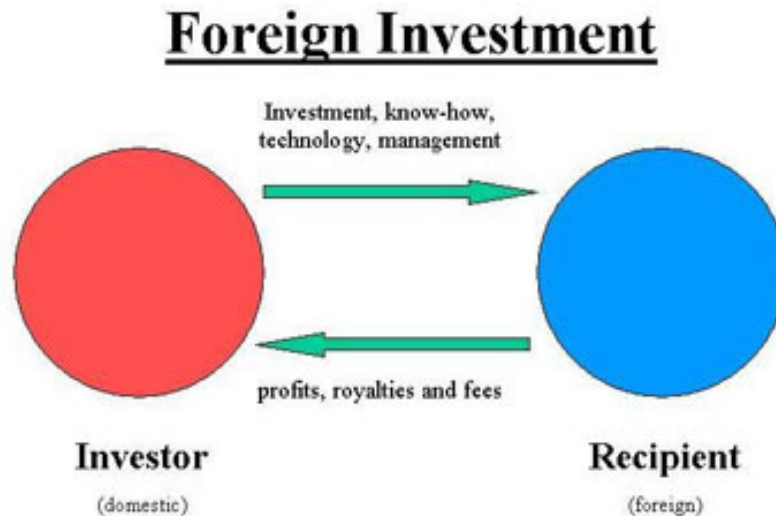 Foreign Investment
Investment, know-how,
technology, management
profits, royalties and fees
Investor
(domestic)
Recipient
(foreign)